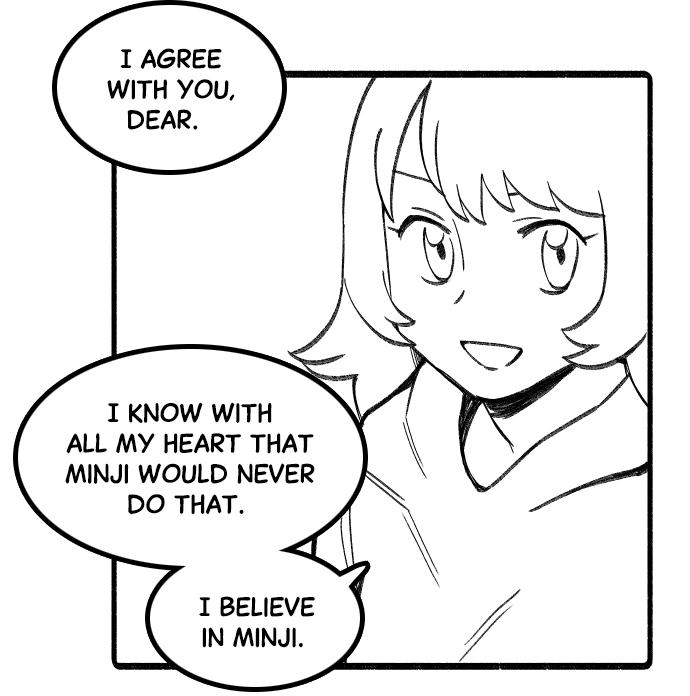 I AGREE
WITH YOU,
DEAR.
I KNOW WITH
ALL MY HEART THAT
MINJI WOULD NEVER
DO THAT.
I BELIEVE
IN MINJI.